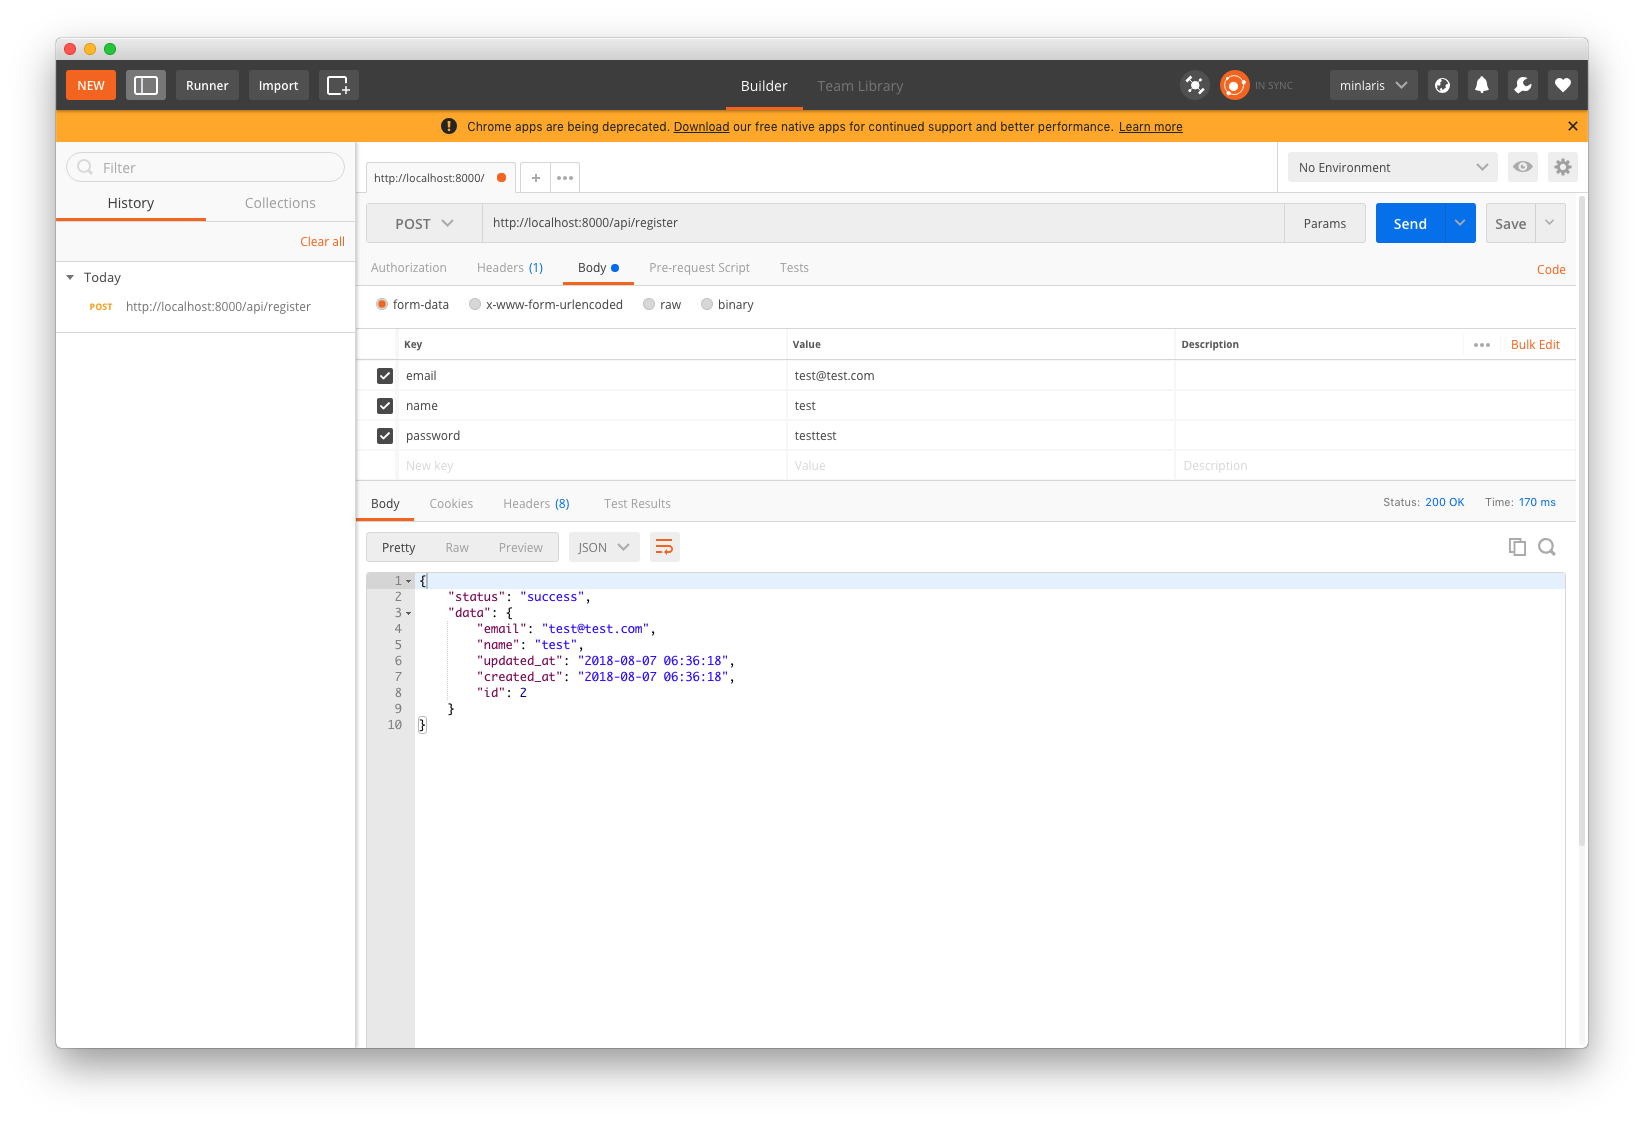 NEW Runner Import Builder Team Library IN SYNC minlaris
Chrome apps are being deprecated. Download our free native apps for continued support and better performance. Learn more
Filter
History Collections
Clear all
Today
POST http://localhost:8000/api/register
http://localhost:8000/ + •••
No Environment
POST http://localhost:8000/api/register Params Send Save
Authorization Headers (1) Body Pre-request Script Tests Code
form-data x-www-form-urlencoded raw binary
Key Value Description ••• Bulk Edit
email test@test.com
name test
password testtest
New key Value Description
Body Cookies Headers (8) Test Results Status: 200 OK Time: 170 ms
Pretty Raw Preview JSON
1 {
2 "status": "success",
3 "data": {
4 "email": "test@test.com",
5 "name": "test",
6 "updated_at": "2018-08-07 06:36:18",
7 "created_at": "2018-08-07 06:36:18",
8 "id": 2
9 }
10 }